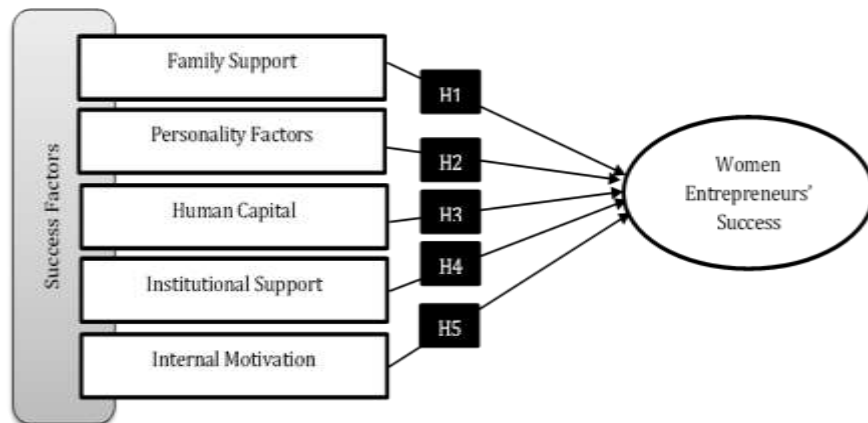 Success Factors
Family Support
H1
Personality Factors
H2
Human Capital
H3
Institutional Support
H4
Internal Motivation
H5
Women
Entrepreneurs'
Success